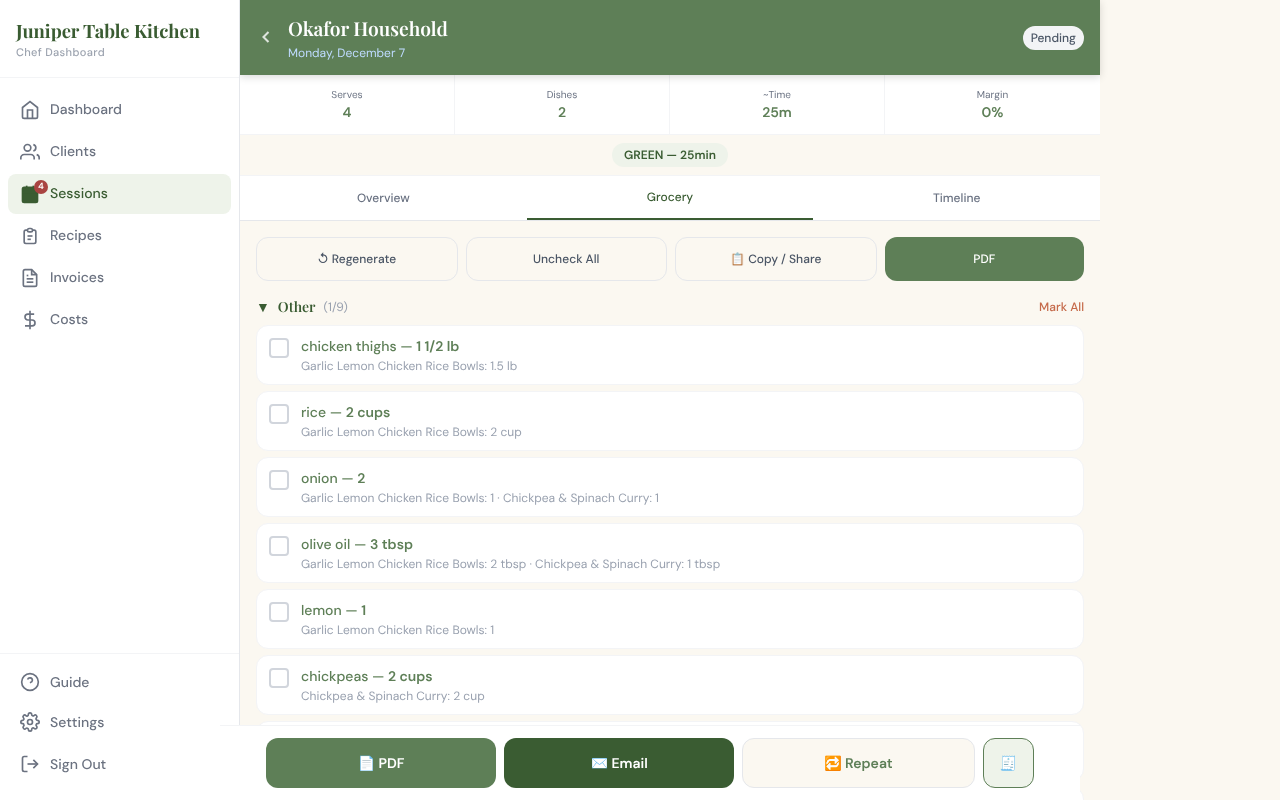 Juniper Table Kitchen
Chef Dashboard
Dashboard
Clients
4
Sessions
Recipes
Invoices
Costs
Guide
Settings
Sign Out
Okafor Household
Monday, December 7
Pending
Serves
4
Dishes
2
~Time
25m
Margin
0%
GREEN — 25min
Overview
Grocery
Timeline
↺ Regenerate
Uncheck All
📋 Copy / Share
PDF
▼ Other (1/9)
Mark All
chicken thighs — 1 1/2 lb
Garlic Lemon Chicken Rice Bowls: 1.5 lb
rice — 2 cups
Garlic Lemon Chicken Rice Bowls: 2 cup
onion — 2
Garlic Lemon Chicken Rice Bowls: 1 · Chickpea & Spinach Curry: 1
olive oil — 3 tbsp
Garlic Lemon Chicken Rice Bowls: 2 tbsp · Chickpea & Spinach Curry: 1 tbsp
lemon — 1
Garlic Lemon Chicken Rice Bowls: 1
chickpeas — 2 cups
Chickpea & Spinach Curry: 2 cup
📄 PDF
✉️ Email
🔁 Repeat
🧾